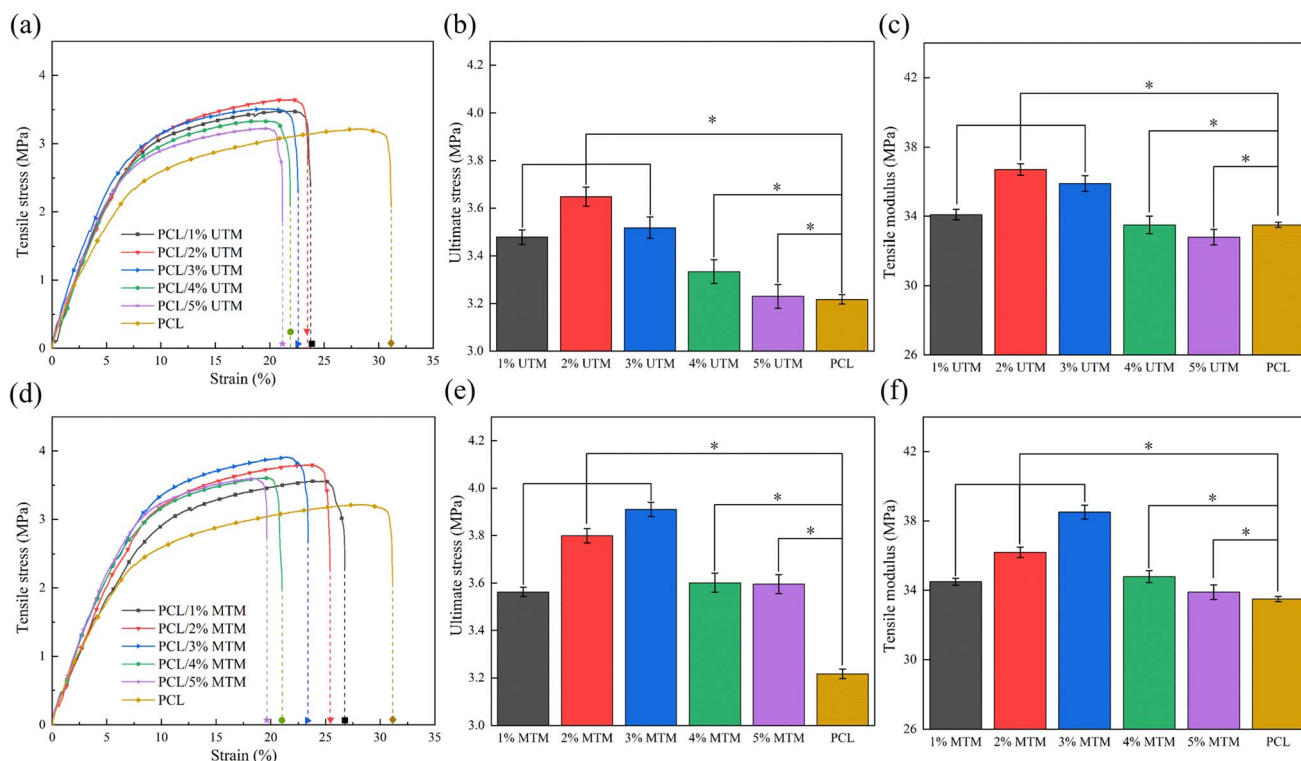 (a)
Tensile stress (MPa)
4
3
2
1
0
PCL/1% UTM
PCL/2% UTM
PCL/3% UTM
PCL/4% UTM
PCL/5% UTM
PCL
0 5 10 15 20 25 30 35
Strain (%)
(b)
Ultimate stress (MPa)
4.2
4.0
3.8
3.6
3.4
3.2
3.0
*
*
*
1% UTM 2% UTM 3% UTM 4% UTM 5% UTM PCL
(c)
Tensile modulus (MPa)
42
38
34
30
26
*
*
*
1% UTM 2% UTM 3% UTM 4% UTM 5% UTM PCL
(d)
Tensile stress (MPa)
5
4
3
2
1
0
PCL/1% MTM
PCL/2% MTM
PCL/3% MTM
PCL/4% MTM
PCL/5% MTM
PCL
0 5 10 15 20 25 30 35
Strain (%)
(e)
Ultimate stress (MPa)
4.2
4.0
3.8
3.6
3.4
3.2
3.0
*
*
*
1% MTM 2% MTM 3% MTM 4% MTM 5% MTM PCL
(f)
Tensile modulus (MPa)
42
38
34
30
26
*
*
*
1% MTM 2% MTM 3% MTM 4% MTM 5% MTM PCL